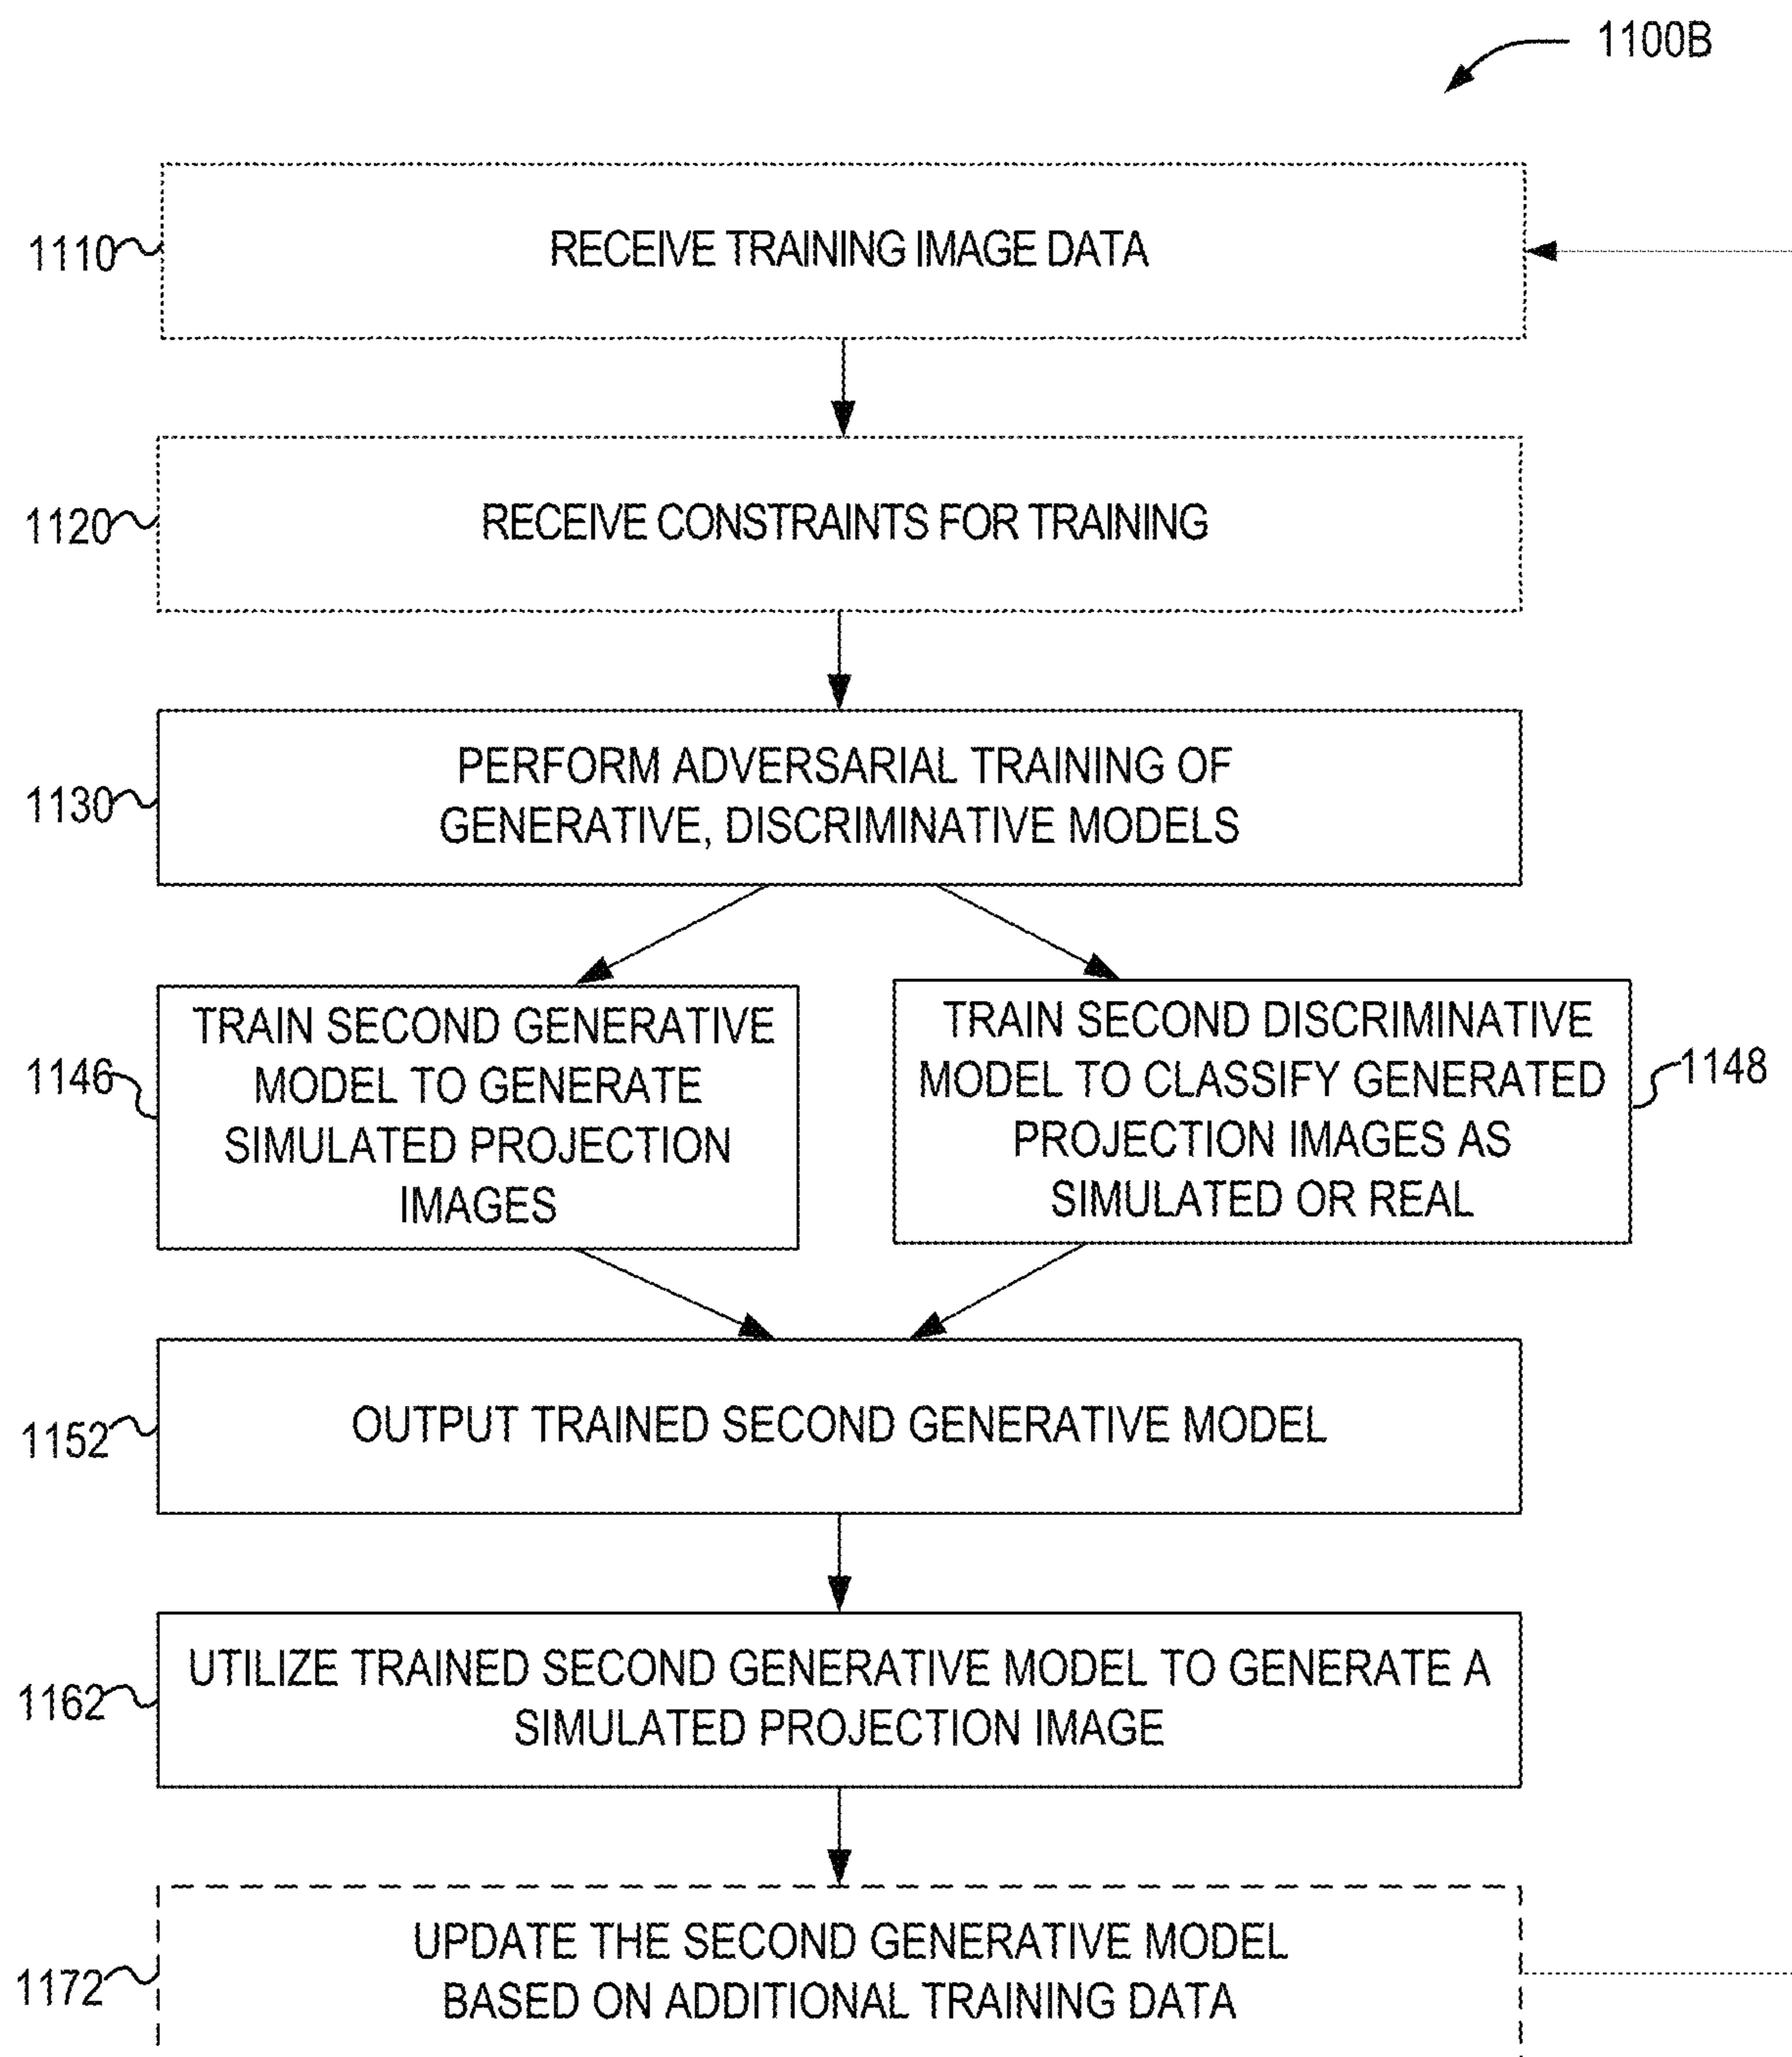 1100B
1110
RECEIVE TRAINING IMAGE DATA
1120
RECEIVE CONSTRAINTS FOR TRAINING
1130
PERFORM ADVERSARIAL TRAINING OF
GENERATIVE, DISCRIMINATIVE MODELS
1146
TRAIN SECOND GENERATIVE
MODEL TO GENERATE
SIMULATED PROJECTION
IMAGES
TRAIN SECOND DISCRIMINATIVE
MODEL TO CLASSIFY GENERATED
PROJECTION IMAGES AS
SIMULATED OR REAL
1148
1152
OUTPUT TRAINED SECOND GENERATIVE MODEL
1162
UTILIZE TRAINED SECOND GENERATIVE MODEL TO GENERATE A
SIMULATED PROJECTION IMAGE
1172
UPDATE THE SECOND GENERATIVE MODEL
BASED ON ADDITIONAL TRAINING DATA